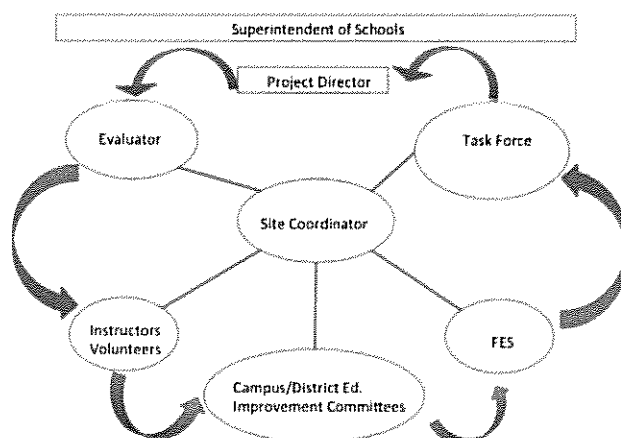 Superintendent of Schools
Project Director
Evaluator
Task Force
Site Coordinator
Instructors
Volunteers
FES
Campus/District Ed.
Improvement Committees